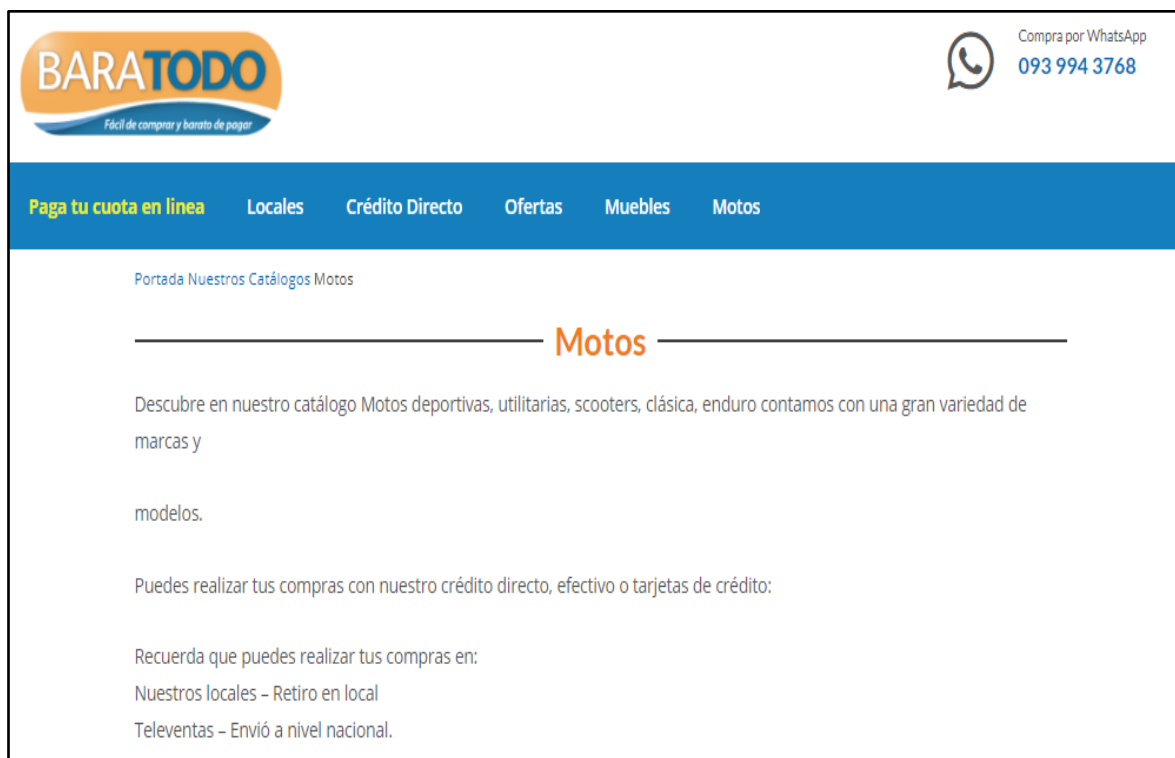 BARATODO
Fácil de comprar y barato de pagar
Compra por WhatsApp
093 994 3768
Paga tu cuota en linea Locales Crédito Directo Ofertas Muebles Motos
Portada Nuestros Catálogos Motos
Motos
Descubre en nuestro catálogo Motos deportivas, utilitarias, scooters, clásica, enduro contamos con una gran variedad de
marcas y
modelos.
Puedes realizar tus compras con nuestro crédito directo, efectivo o tarjetas de crédito:
Recuerda que puedes realizar tus compras en:
Nuestros locales – Retiro en local
Televentas – Envió a nivel nacional.